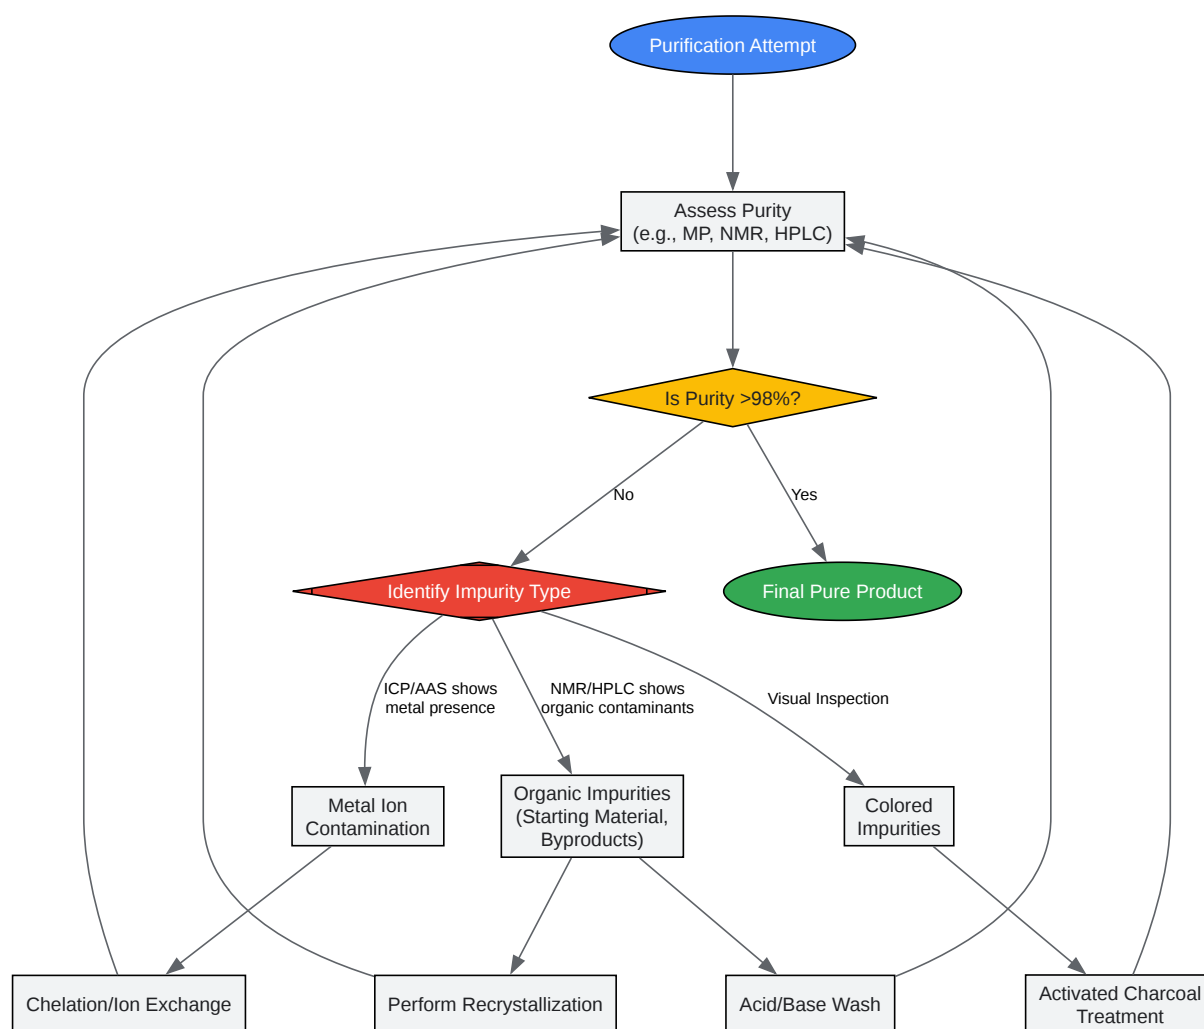 Purification Attempt
Assess Purity
(e.g., MP, NMR, HPLC)
Is Purity >98%?
No
Yes
Identify Impurity Type
Final Pure Product
ICP/AAS shows
metal presence
NMR/HPLC shows
organic contaminants
Visual Inspection
Metal Ion
Contamination
Organic Impurities
(Starting Material,
Byproducts)
Colored
Impurities
Chelation/Ion Exchange
Perform Recrystallization
Acid/Base Wash
Activated Charcoal
Treatment